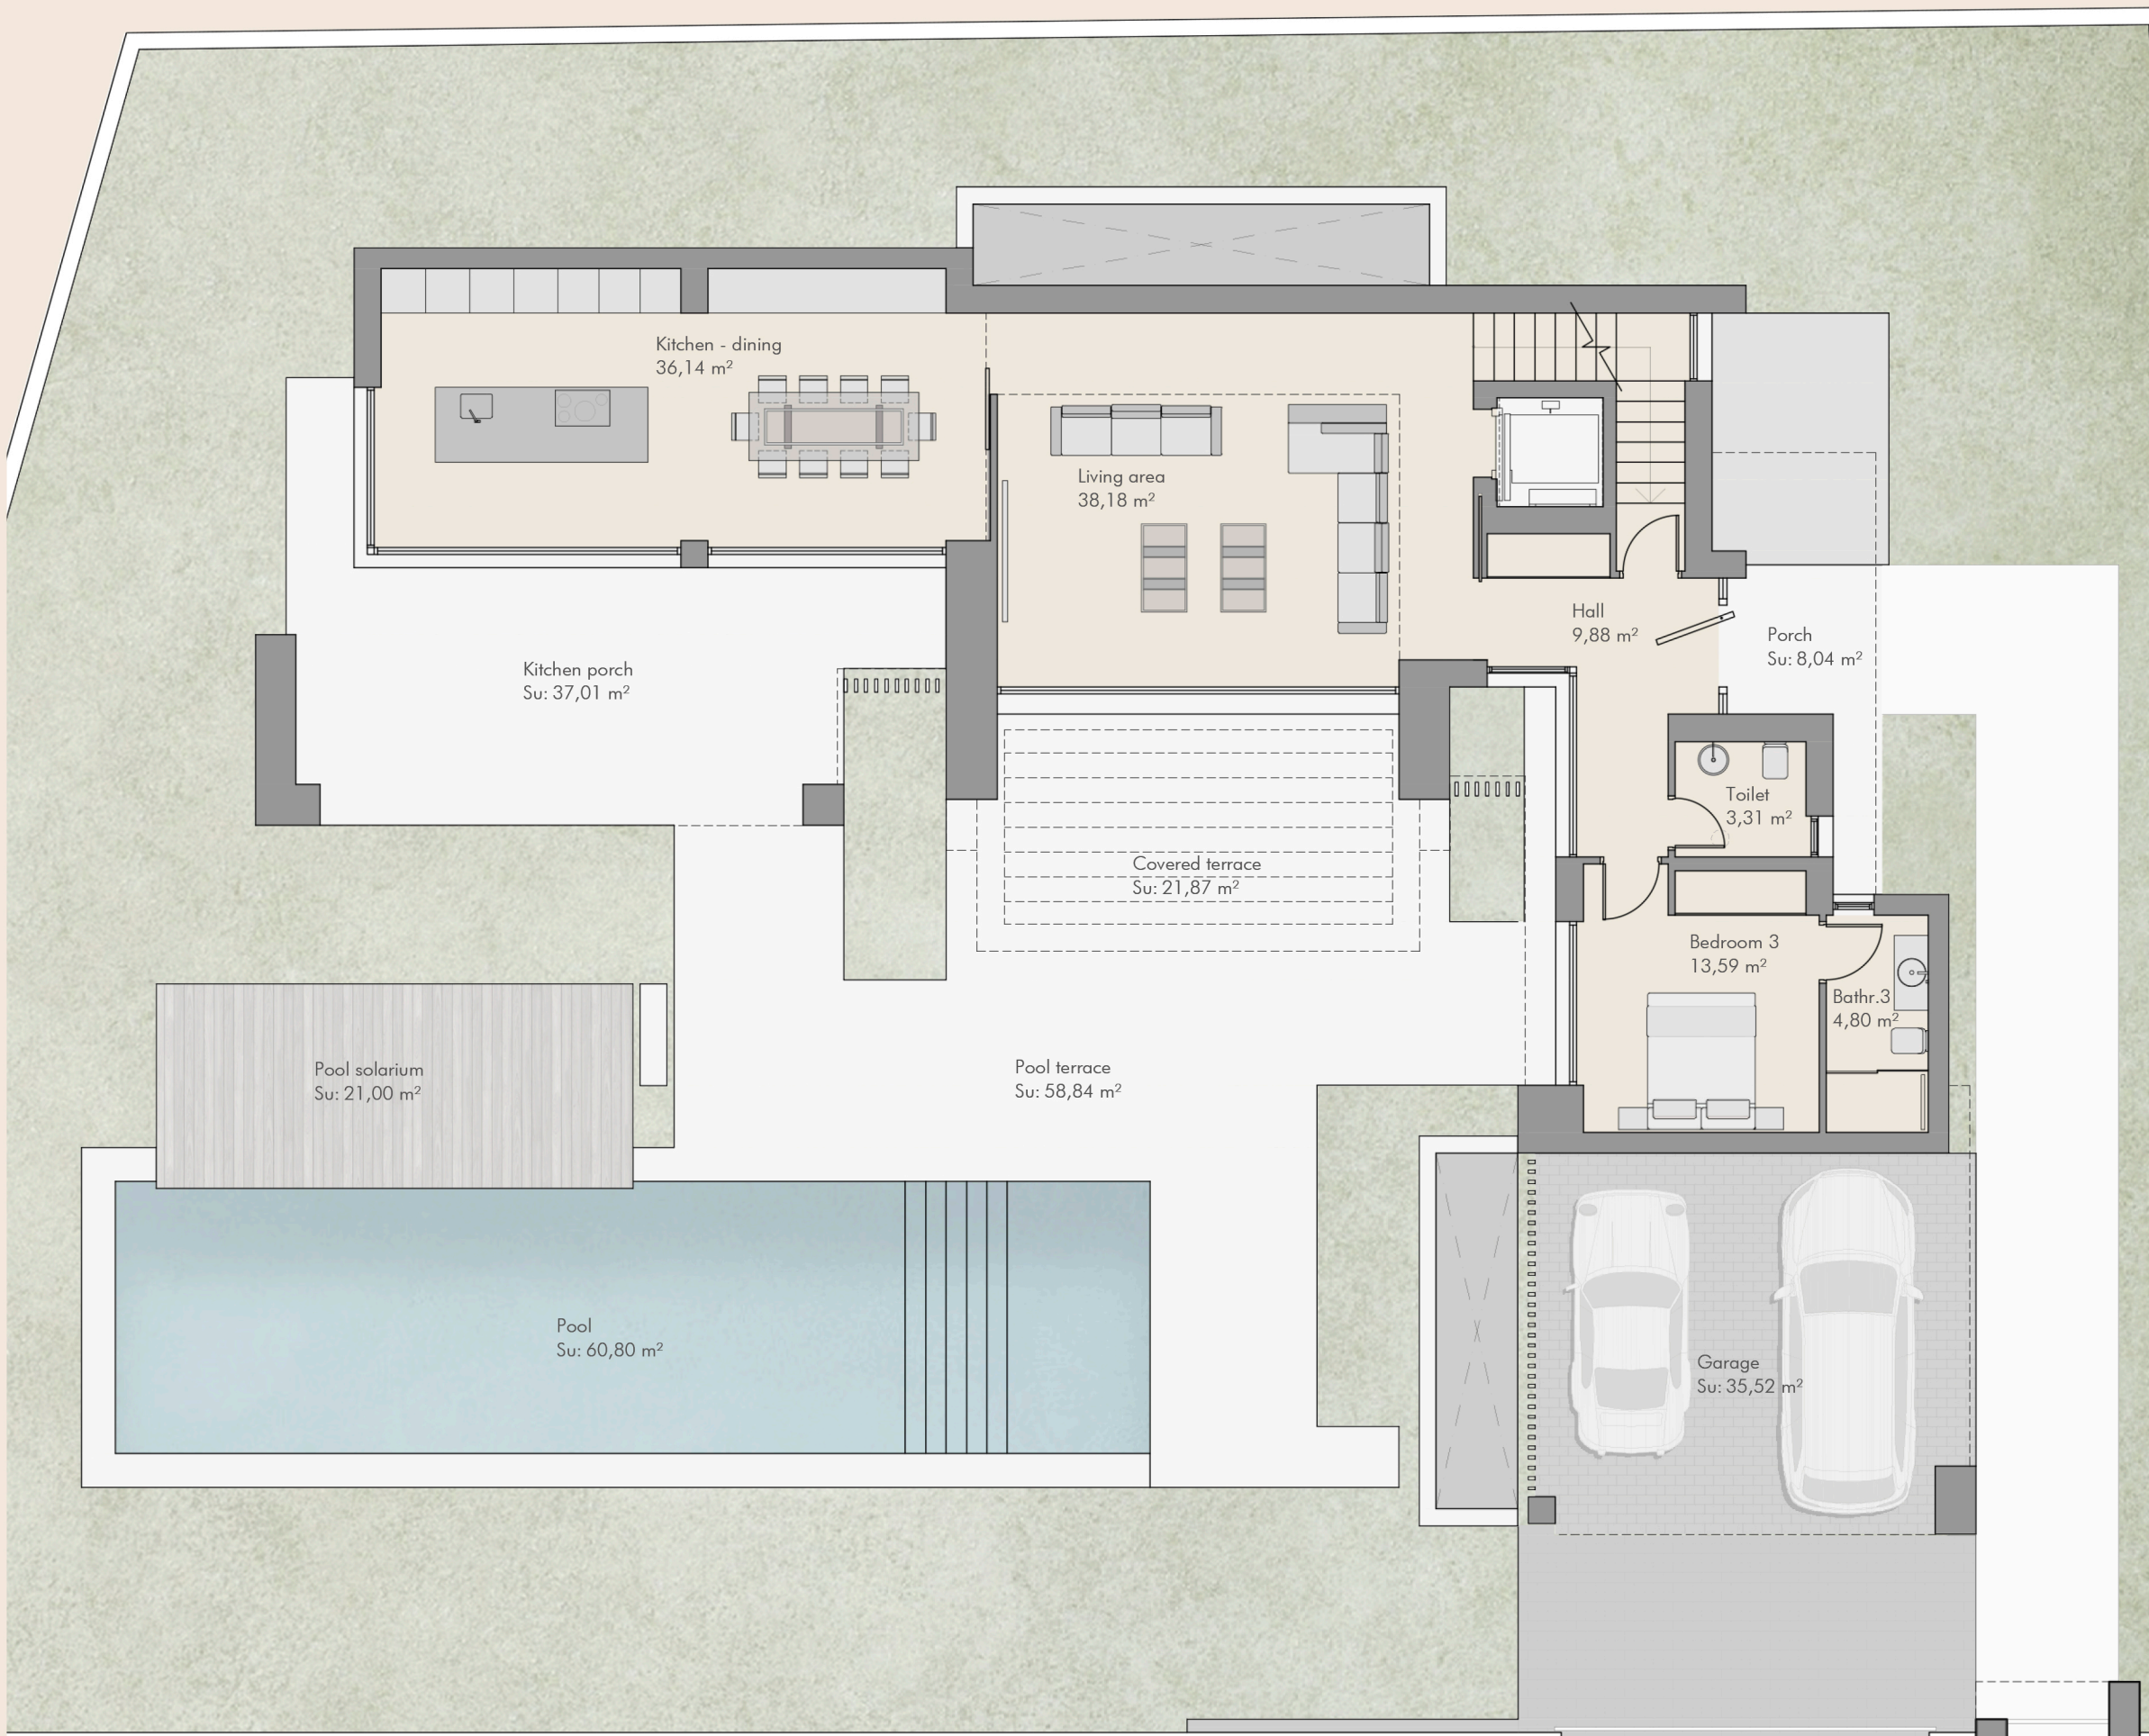 Kitchen - dining
36,14 m²
Living area
38,18 m²
Hall
9,88 m²
Porch
Su: 8,04 m²
Kitchen porch
Su: 37,01 m²
Toilet
3,31 m²
Covered terrace
Su: 21,87 m²
Bedroom 3
13,59 m²
Bathr.3
4,80 m²
Pool solarium
Su: 21,00 m²
Pool terrace
Su: 58,84 m²
Pool
Su: 60,80 m²
Garage
Su: 35,52 m²